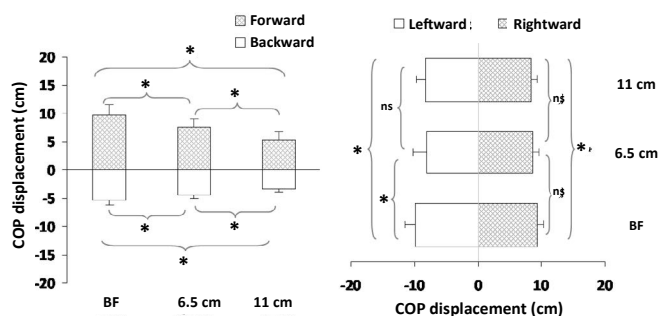 Forward
Backward
COP displacement (cm)
20
15
10
5
0
-5
-10
-15
-20
*
*
*
*
*
*
BF
6.5 cm
11 cm
Leftward
Rightward
ns
*
*
ns
ns
*
11 cm
6.5 cm
BF
-20
-10
0
10
20
COP displacement (cm)